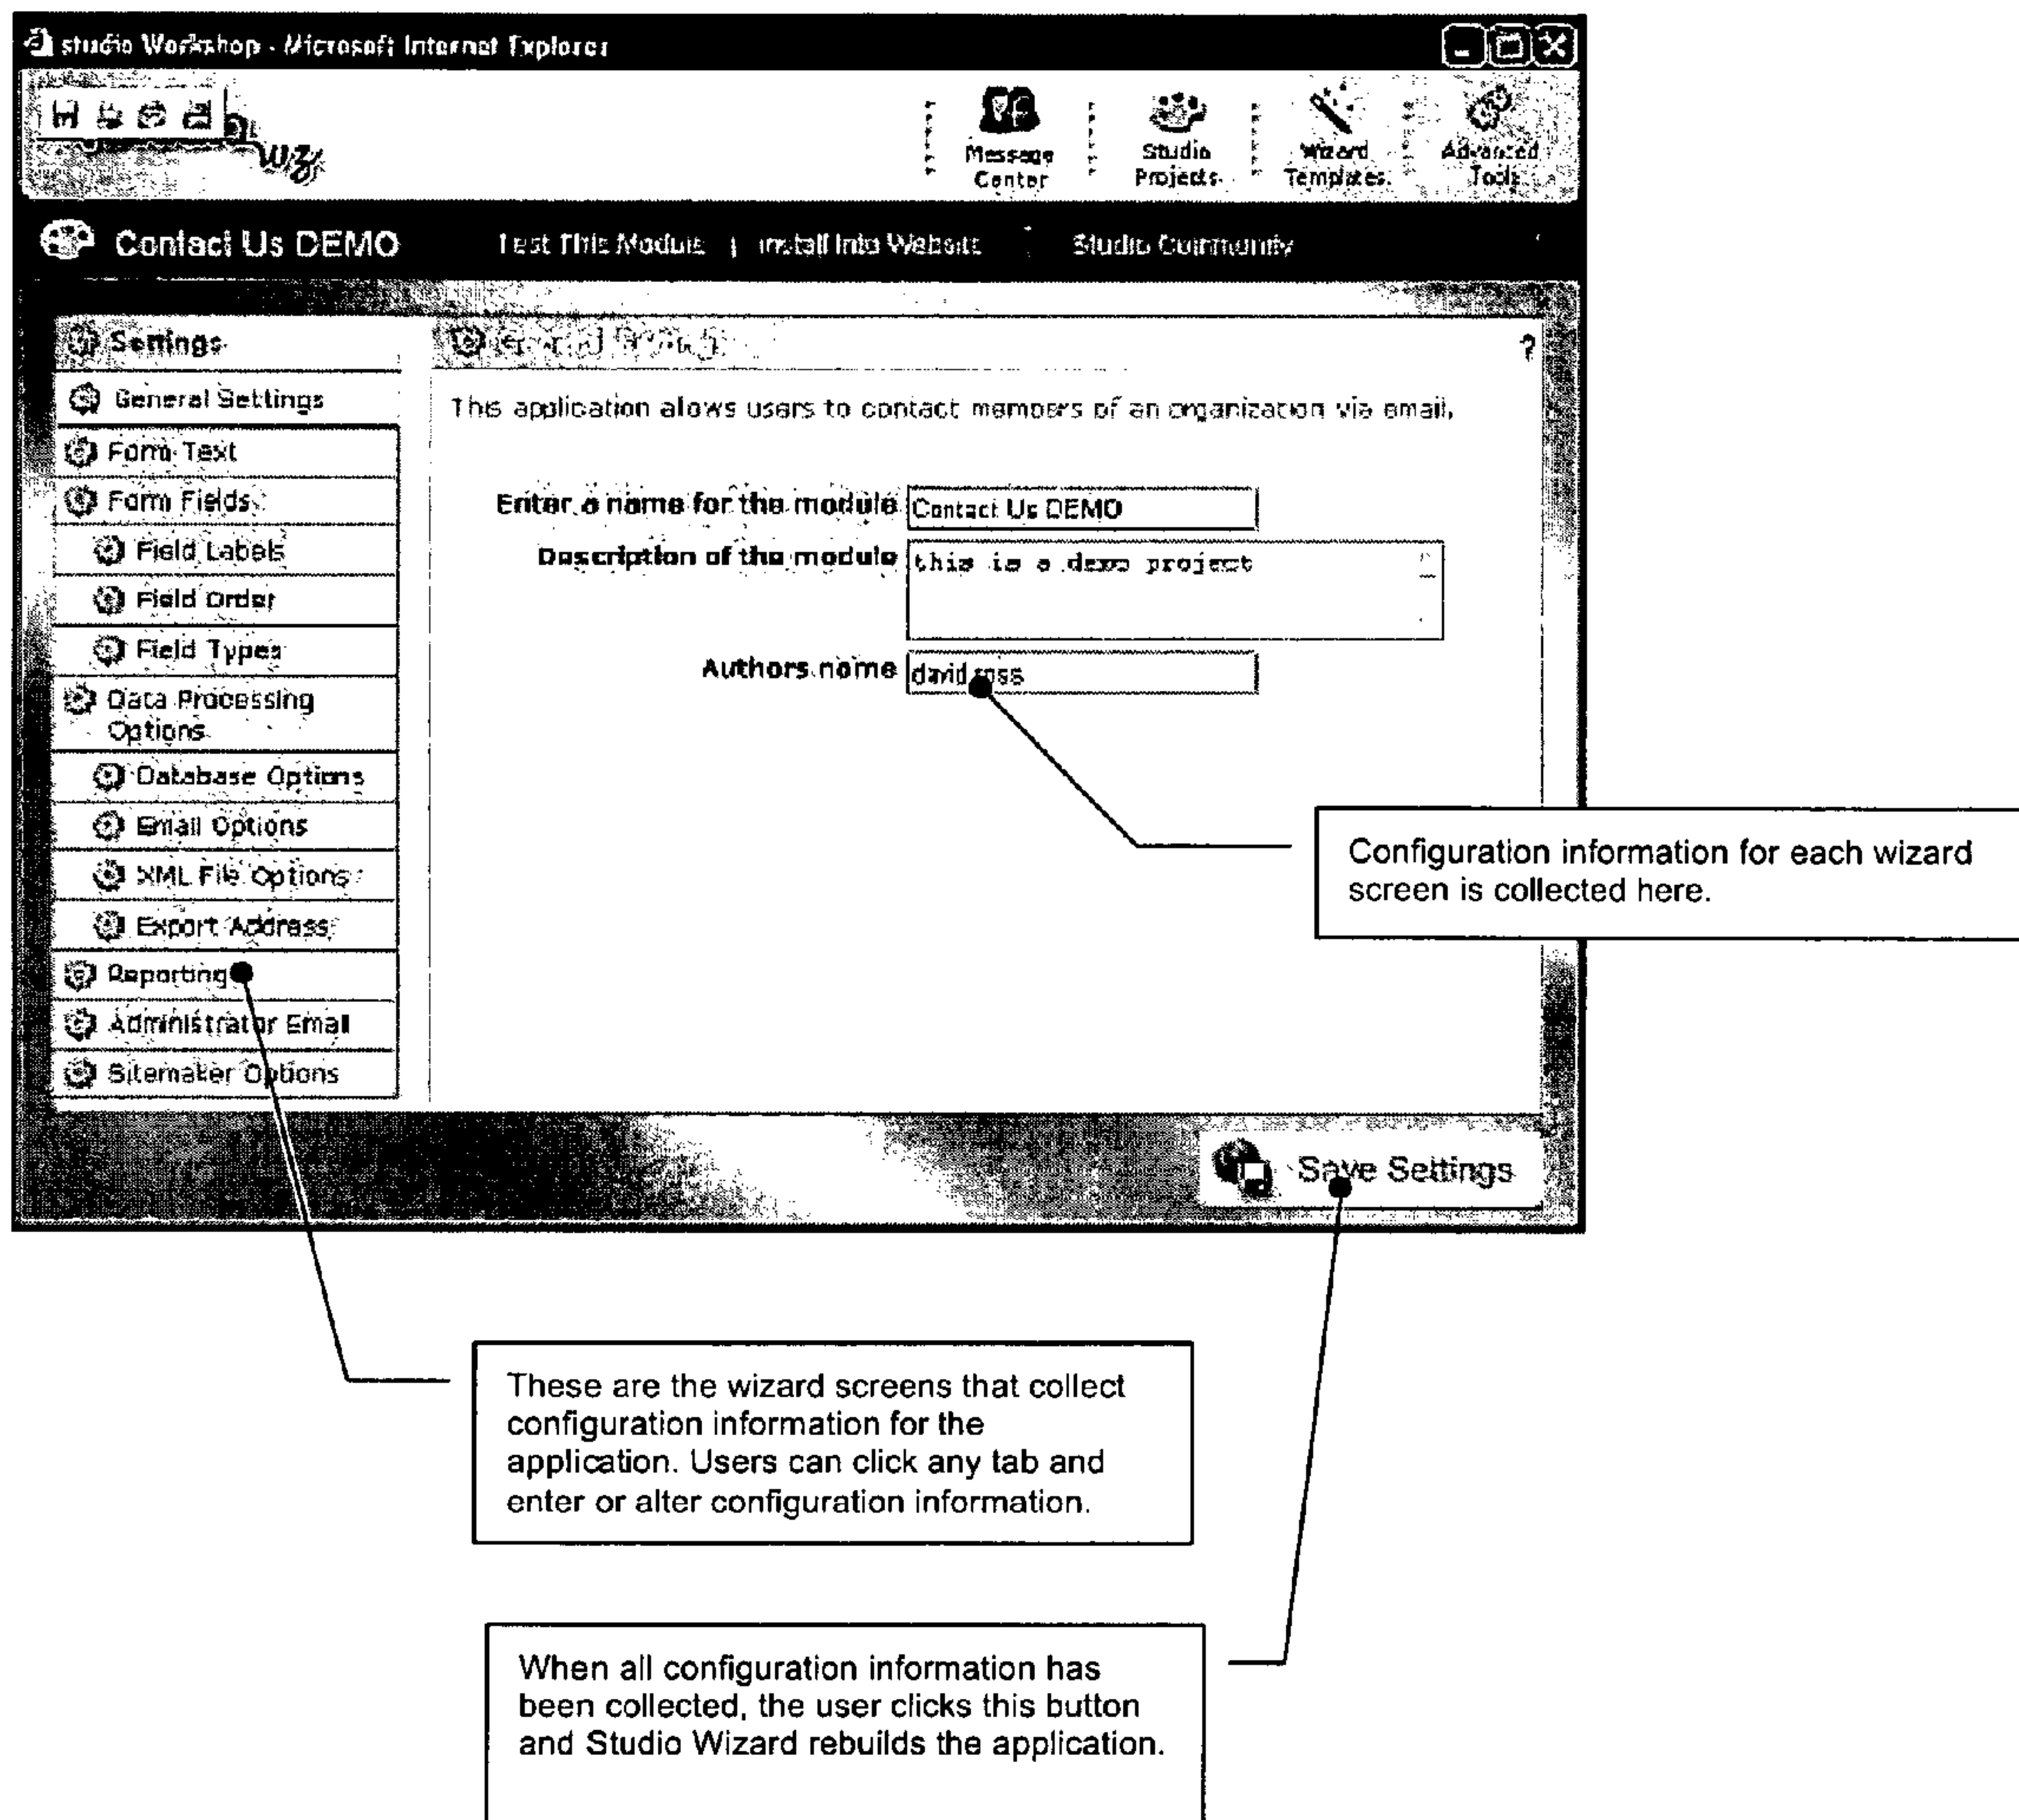 studio Workshop - Microsoft Internet Explorer
Message Center
Studio Projects
Wizard Templates
Advanced Tools
Contact Us DEMO
Test This Module | Install Into Website
Studio Community
Settings
?
General Settings
Form Text
Form Fields
Field Labels
Field Order
Field Types
Data Processing
Options
Database Options
Email Options
XML File Options
Export Address
Reporting
Administrator Email
Sitemaker Options
This application alows users to contact members of an organization via email.
Enter a name for the module
Contact Us DEMO
Description of the module
this is a demo project
Authors name
david ross
Configuration information for each wizard
screen is collected here.
Save Settings
These are the wizard screens that collect
configuration information for the
application. Users can click any tab and
enter or alter configuration information.
When all configuration information has
been collected, the user clicks this button
and Studio Wizard rebuilds the application.